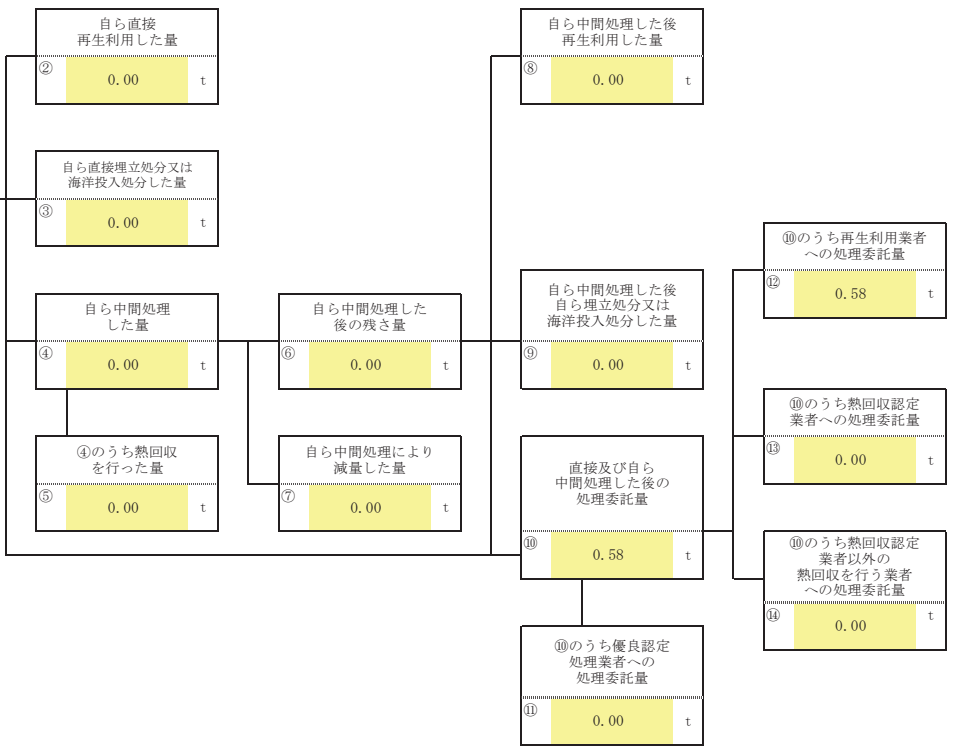 自ら直接
再生利用した量
② 0.00 t
自ら直接埋立処分又は
海洋投入処分した量
③ 0.00 t
自ら中間処理
した量
④ 0.00 t
④のうち熱回収
を行った量
⑤ 0.00 t
自ら中間処理した
後の残さ量
⑥ 0.00 t
自ら中間処理により
減量した量
⑦ 0.00 t
自ら中間処理した後
再生利用した量
⑧ 0.00 t
自ら中間処理した後
自ら埋立処分又は
海洋投入処分した量
⑨ 0.00 t
直接及び自ら
中間処理した後の
処理委託量
⑩ 0.58 t
⑩のうち優良認定
処理業者への
処理委託量
⑪ 0.00 t
⑩のうち再生利用業者
への処理委託量
⑫ 0.58 t
⑩のうち熱回収認定
業者への処理委託量
⑬ 0.00 t
⑩のうち熱回収認定
業者以外の
熱回収を行う業者
への処理委託量
⑭ 0.00 t